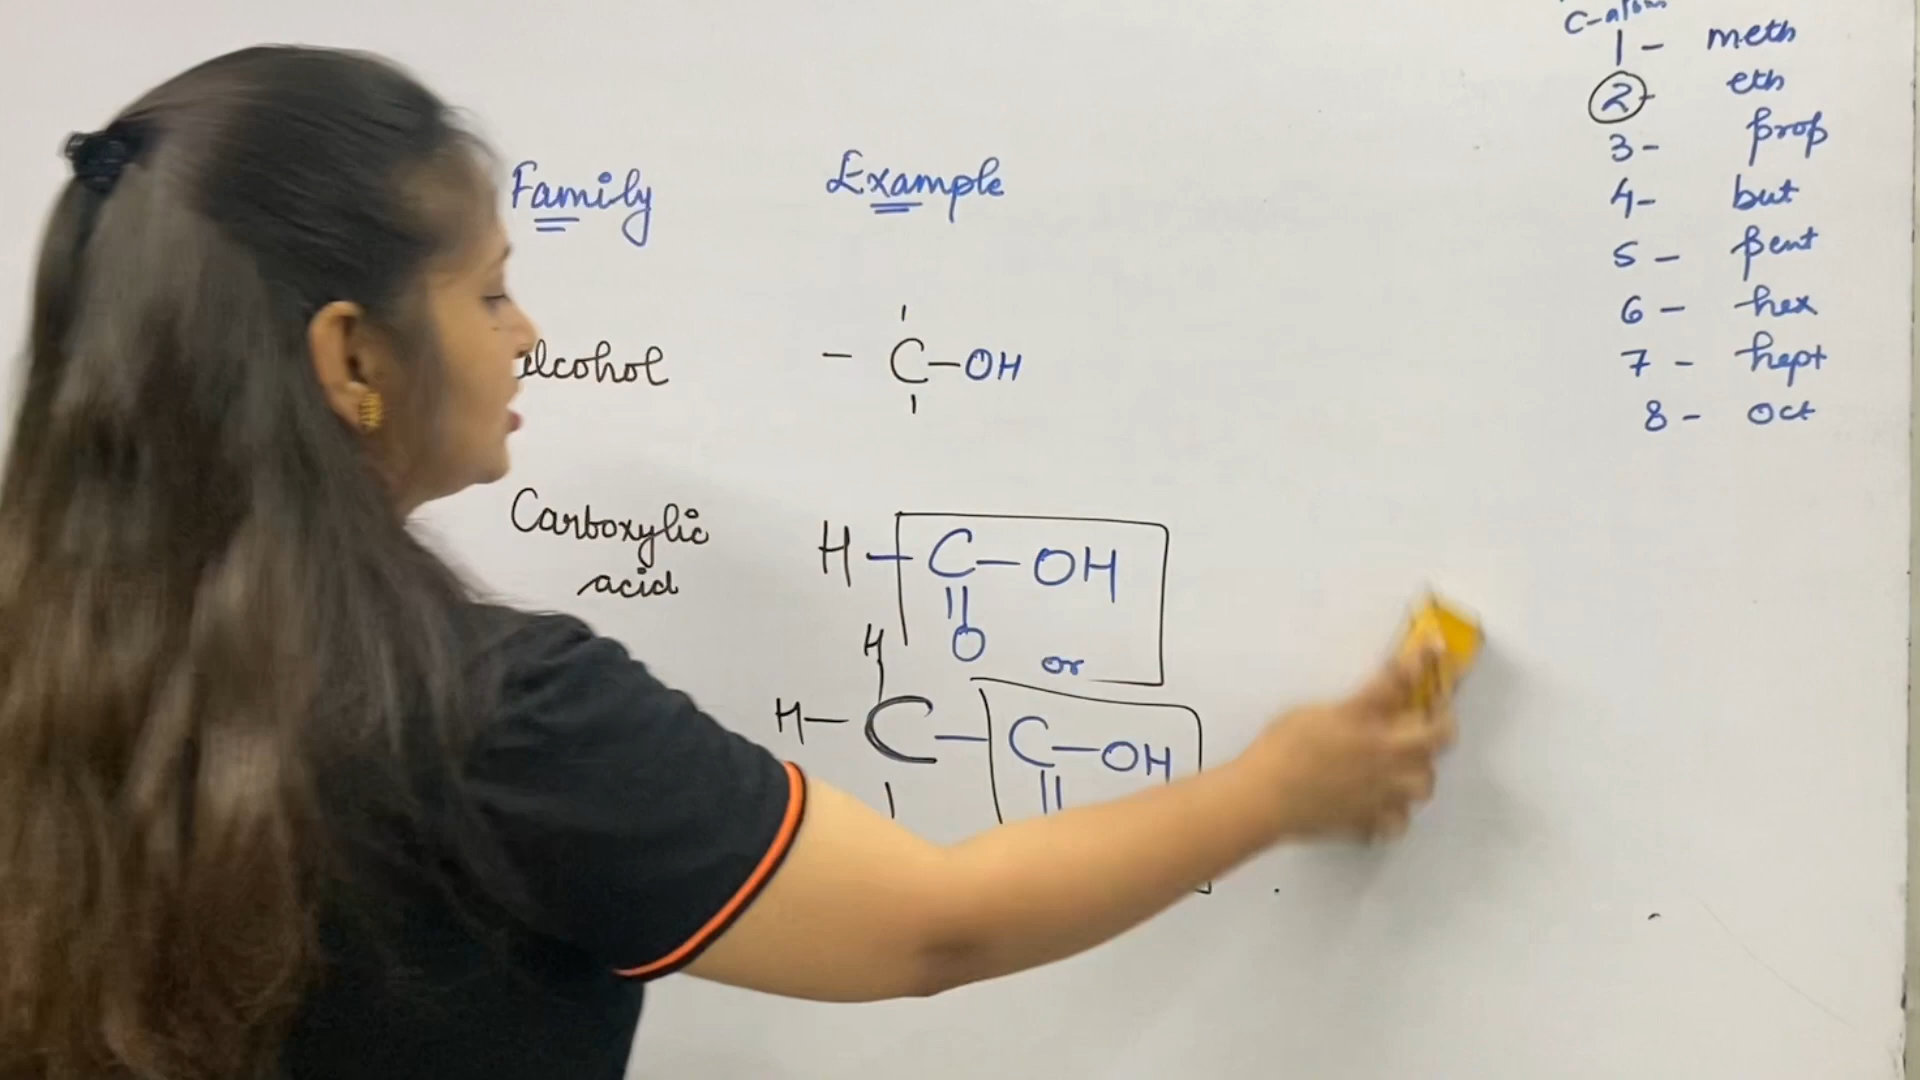 Family Example
alcohol
- C-OH
Carboxylic
acid
H-C-OH
||
O
or
H
H-C-C-OH
||
C-atom
1- meth
2- eth
3- prop
4- but
5- pent
6- hex
7- hept
8- oct